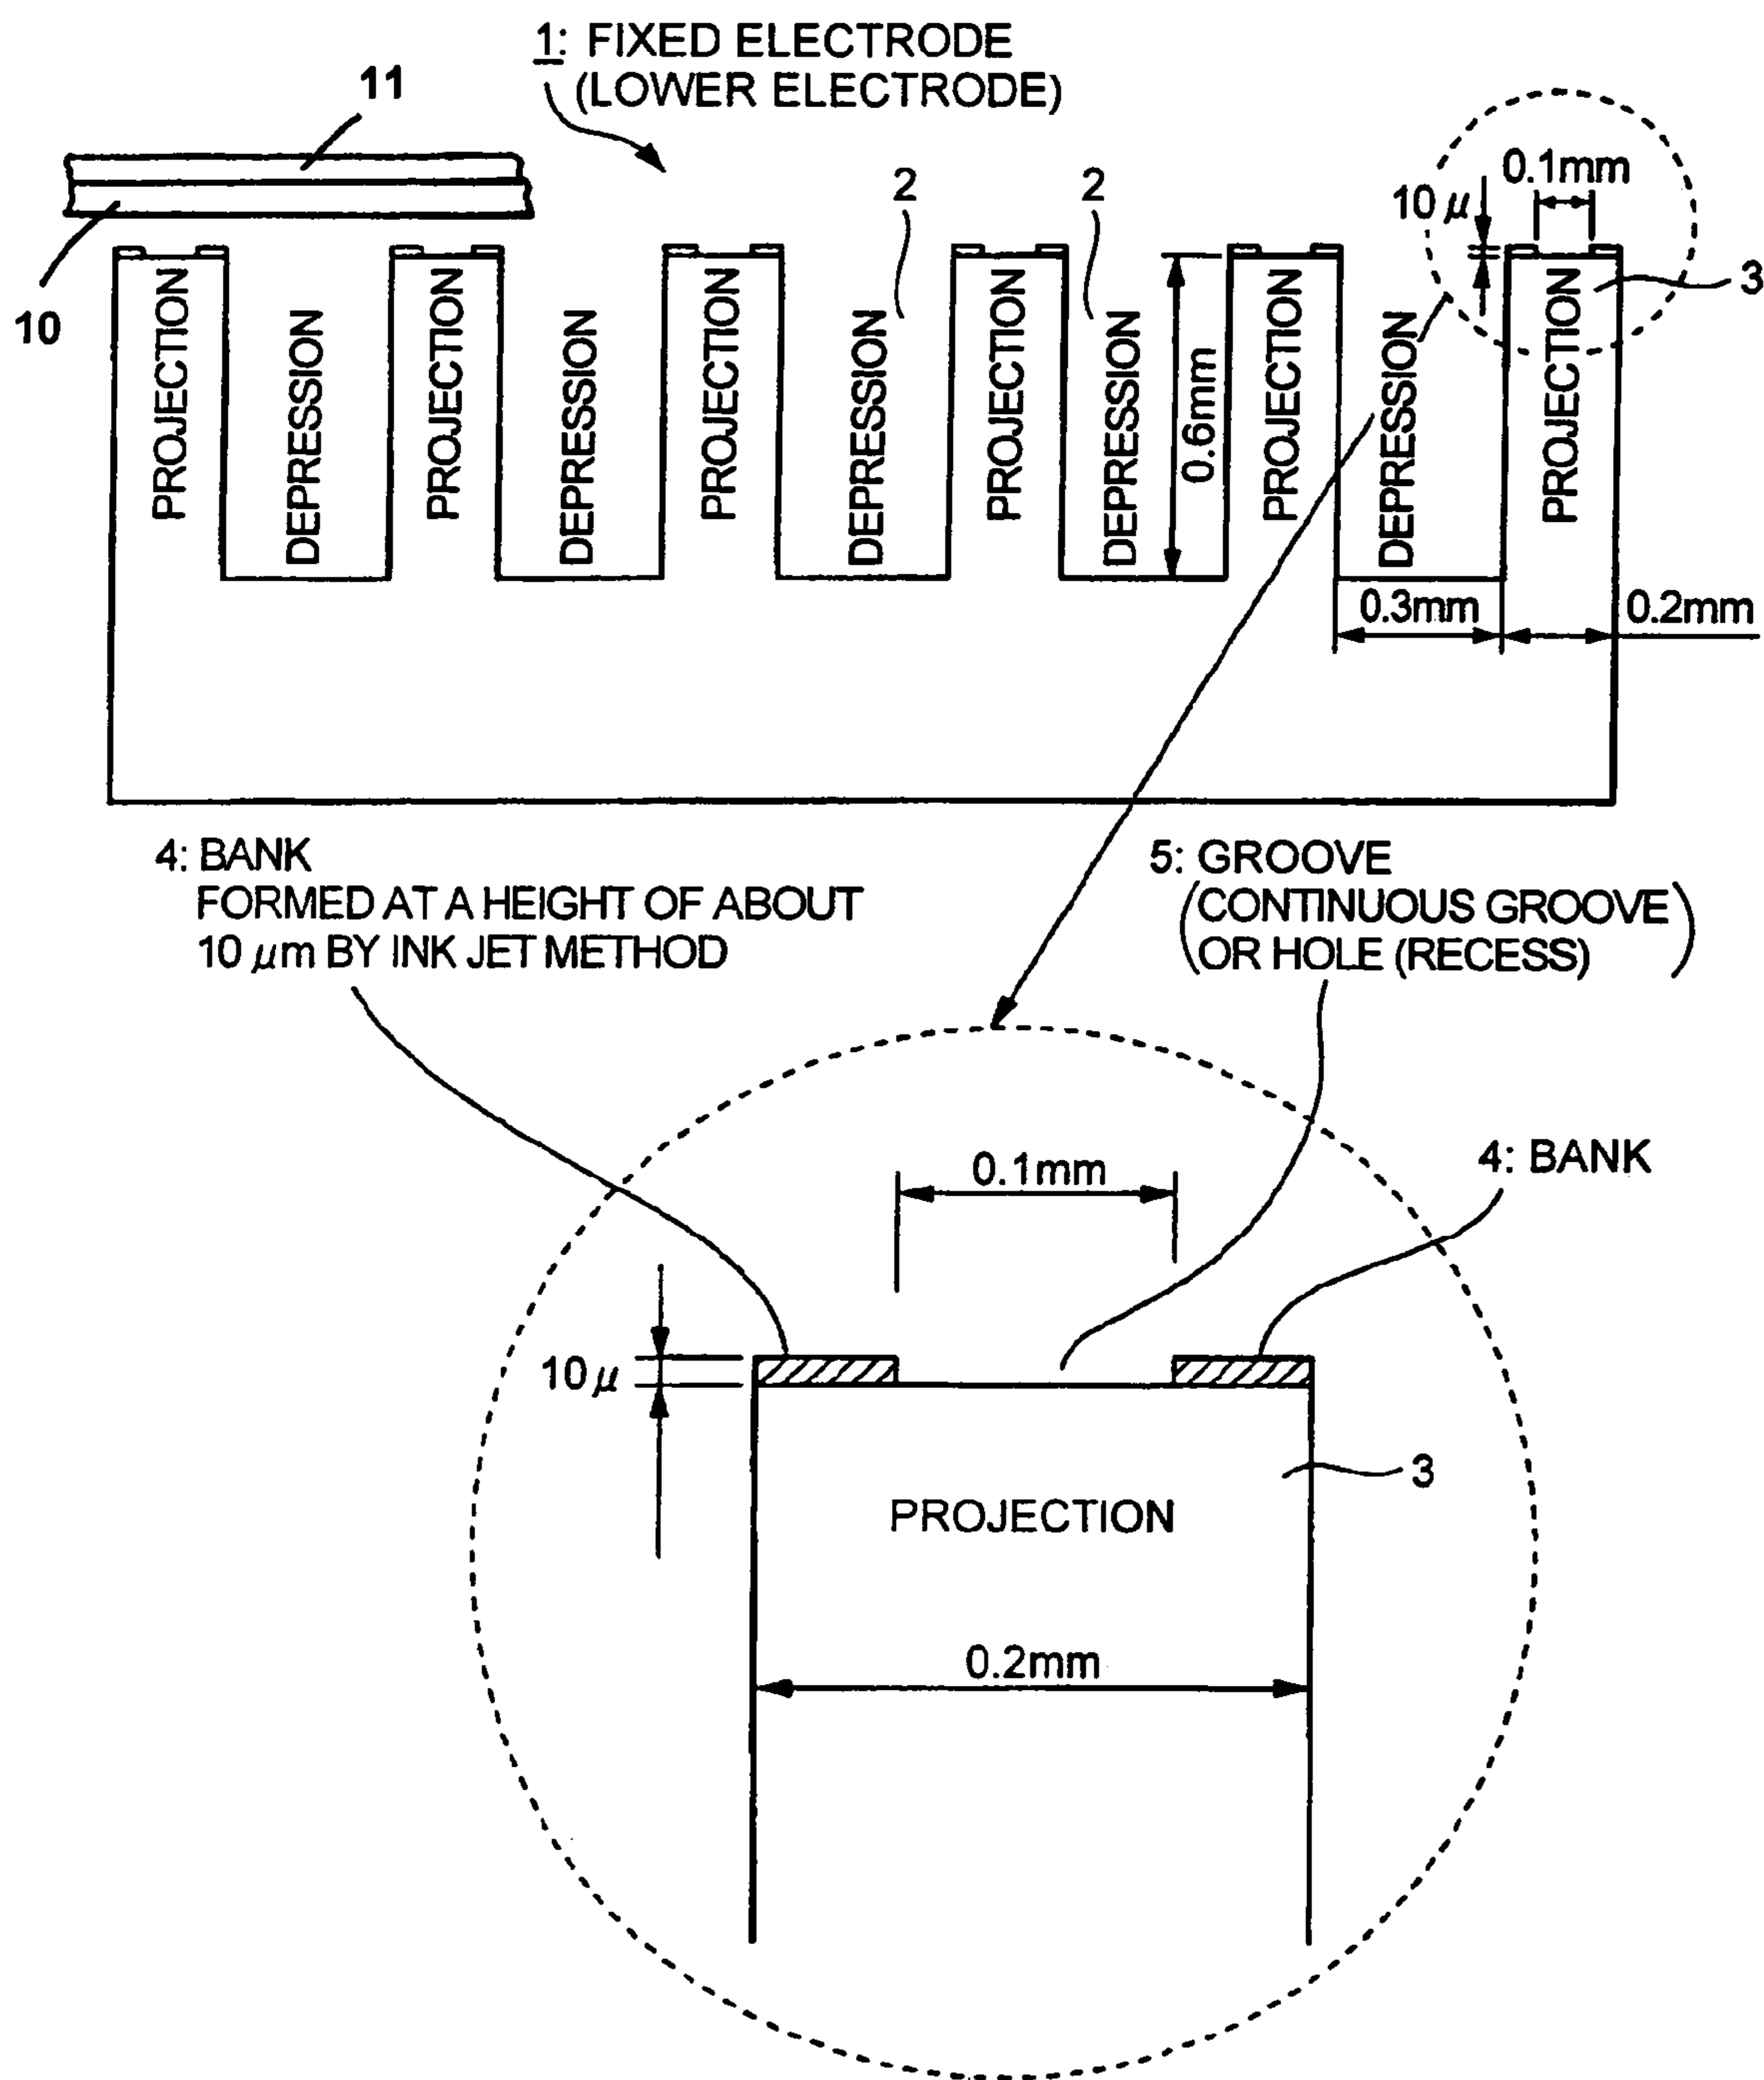 1: FIXED ELECTRODE
(LOWER ELECTRODE)
11
2
2
0.1mm
10 μ
3
10
PROJECTION
DEPRESSION
PROJECTION
DEPRESSION
PROJECTION
DEPRESSION
PROJECTION
DEPRESSION
0.6mm
PROJECTION
DEPRESSION
PROJECTION
0.3mm
0.2mm
4: BANK
FORMED AT A HEIGHT OF ABOUT
10 μm BY INK JET METHOD
5: GROOVE
(CONTINUOUS GROOVE
OR HOLE (RECESS))
0.1mm
4: BANK
10 μ
3
PROJECTION
0.2mm